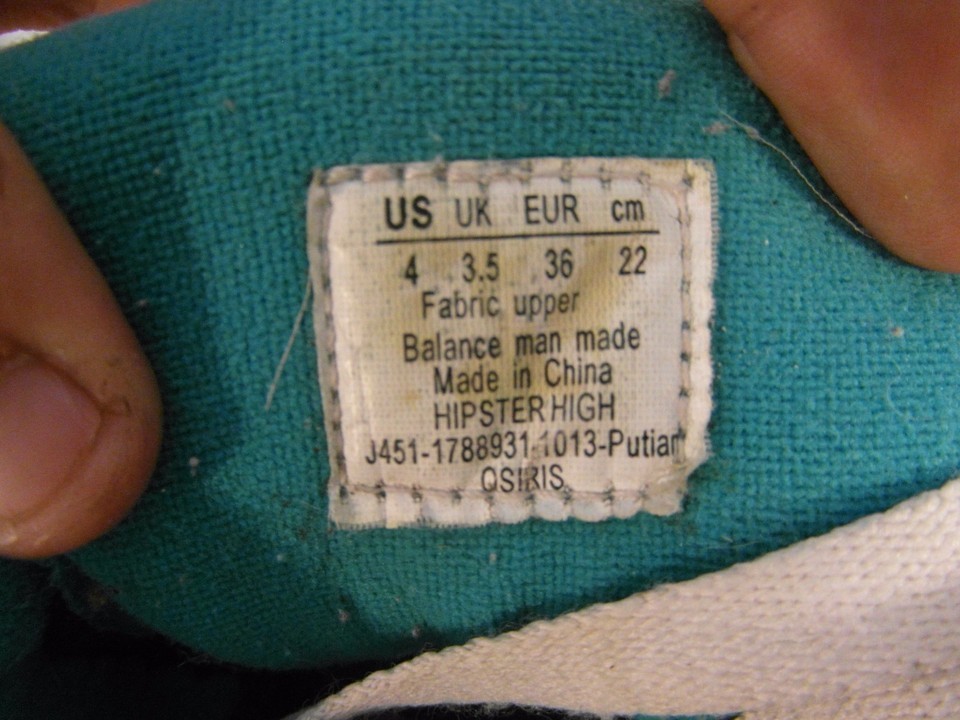 US UK EUR cm
4 3.5 36 22
Fabric upper
Balance man made
Made in China
HIPSTER HIGH
J451-1788931-1013-Putian
OSIRIS